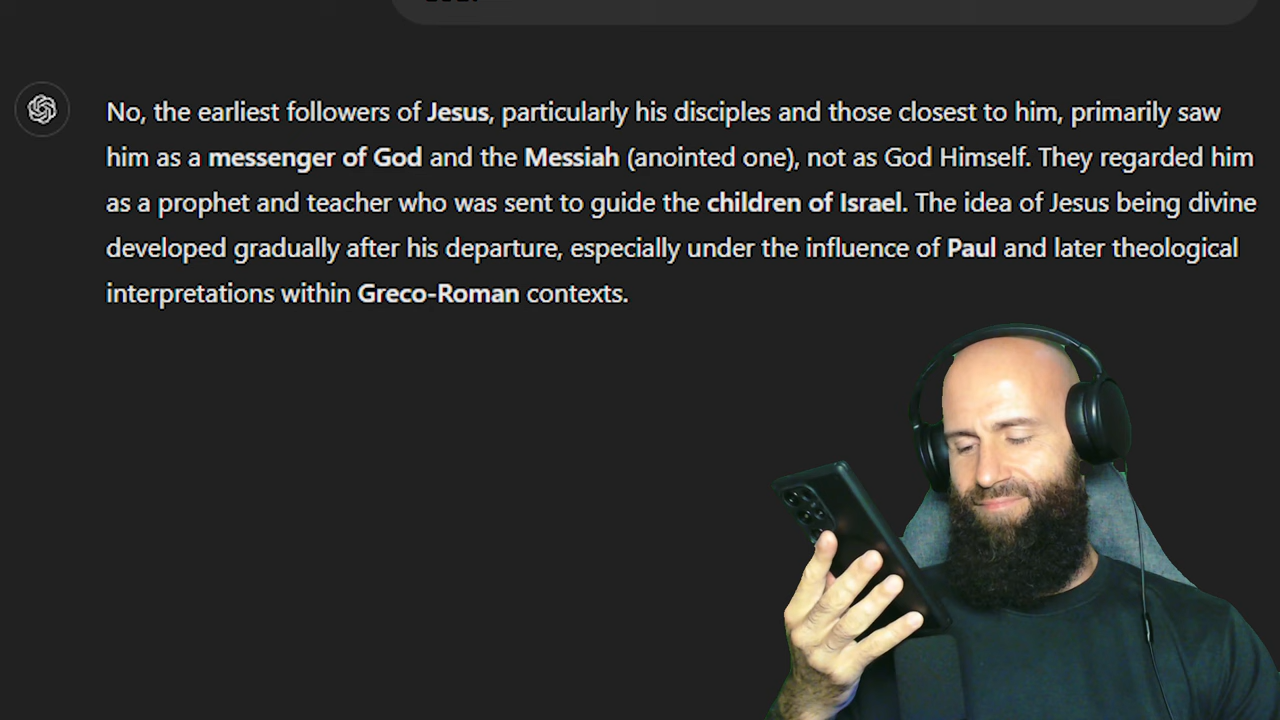 No, the earliest followers of Jesus, particularly his disciples and those closest to him, primarily saw
him as a messenger of God and the Messiah (anointed one), not as God Himself. They regarded him
as a prophet and teacher who was sent to guide the children of Israel. The idea of Jesus being divine
developed gradually after his departure, especially under the influence of Paul and later theological
interpretations within Greco-Roman contexts.